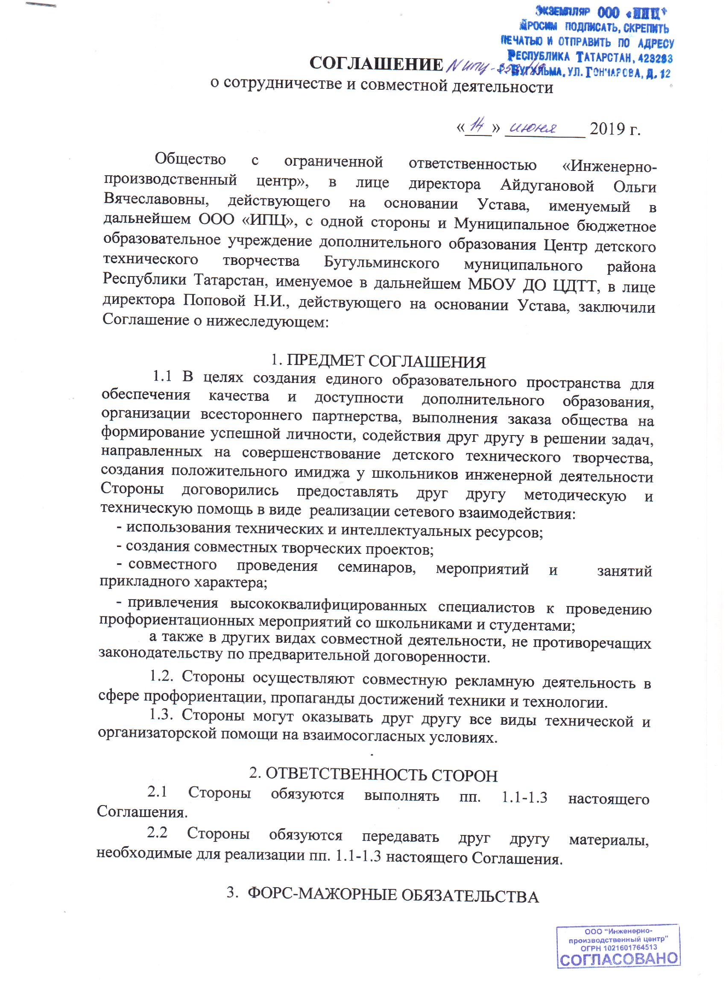 ЭКЗЕМПЛЯР ООО «ИПЦ»
ПРОСИМ ПОДПИСАТЬ, СКРЕПИТЬ
ПЕЧАТЬЮ И ОТПРАВИТЬ ПО АДРЕСУ
РЕСПУБЛИКА ТАТАРСТАН, 423233
Г. БУГУЛЬМА, УЛ. ГОНЧАРОВА, Д. 12
СОГЛАШЕНИЕ
о сотрудничестве и совместной деятельности
«14» июня 2019 г.
Общество с ограниченной ответственностью «Инженерно-
производственный центр», в лице директора Айдугановой Ольги
Вячеславовны, действующего на основании Устава, именуемый в
дальнейшем ООО «ИПЦ», с одной стороны и Муниципальное бюджетное
образовательное учреждение дополнительного образования Центр детского
технического творчества Бугульминского муниципального района
Республики Татарстан, именуемое в дальнейшем МБОУ ДО ЦДТТ, в лице
директора Поповой Н.И., действующего на основании Устава, заключили
Соглашение о нижеследующем:
1. ПРЕДМЕТ СОГЛАШЕНИЯ
1.1 В целях создания единого образовательного пространства для
обеспечения качества и доступности дополнительного образования,
организации всестороннего партнерства, выполнения заказа общества на
формирование успешной личности, содействия друг другу в решении задач,
направленных на совершенствование детского технического творчества,
создания положительного имиджа у школьников инженерной деятельности
Стороны договорились предоставлять друг другу методическую и
техническую помощь в виде реализации сетевого взаимодействия:
- использования технических и интеллектуальных ресурсов;
- создания совместных творческих проектов;
- совместного проведения семинаров, мероприятий и занятий
прикладного характера;
- привлечения высококвалифицированных специалистов к проведению
профориентационных мероприятий со школьниками и студентами;
а также в других видах совместной деятельности, не противоречащих
законодательству по предварительной договоренности.
1.2. Стороны осуществляют совместную рекламную деятельность в
сфере профориентации, пропаганды достижений техники и технологии.
1.3. Стороны могут оказывать друг другу все виды технической и
организаторской помощи на взаимосогласных условиях.
2. ОТВЕТСТВЕННОСТЬ СТОРОН
2.1 Стороны обязуются выполнять пп. 1.1-1.3 настоящего
Соглашения.
2.2 Стороны обязуются передавать друг другу материалы,
необходимые для реализации пп. 1.1-1.3 настоящего Соглашения.
3. ФОРС-МАЖОРНЫЕ ОБЯЗАТЕЛЬСТВА
ООО "Инженерно-
производственный центр"
ОГРН 1021601764513
СОГЛАСОВАНО